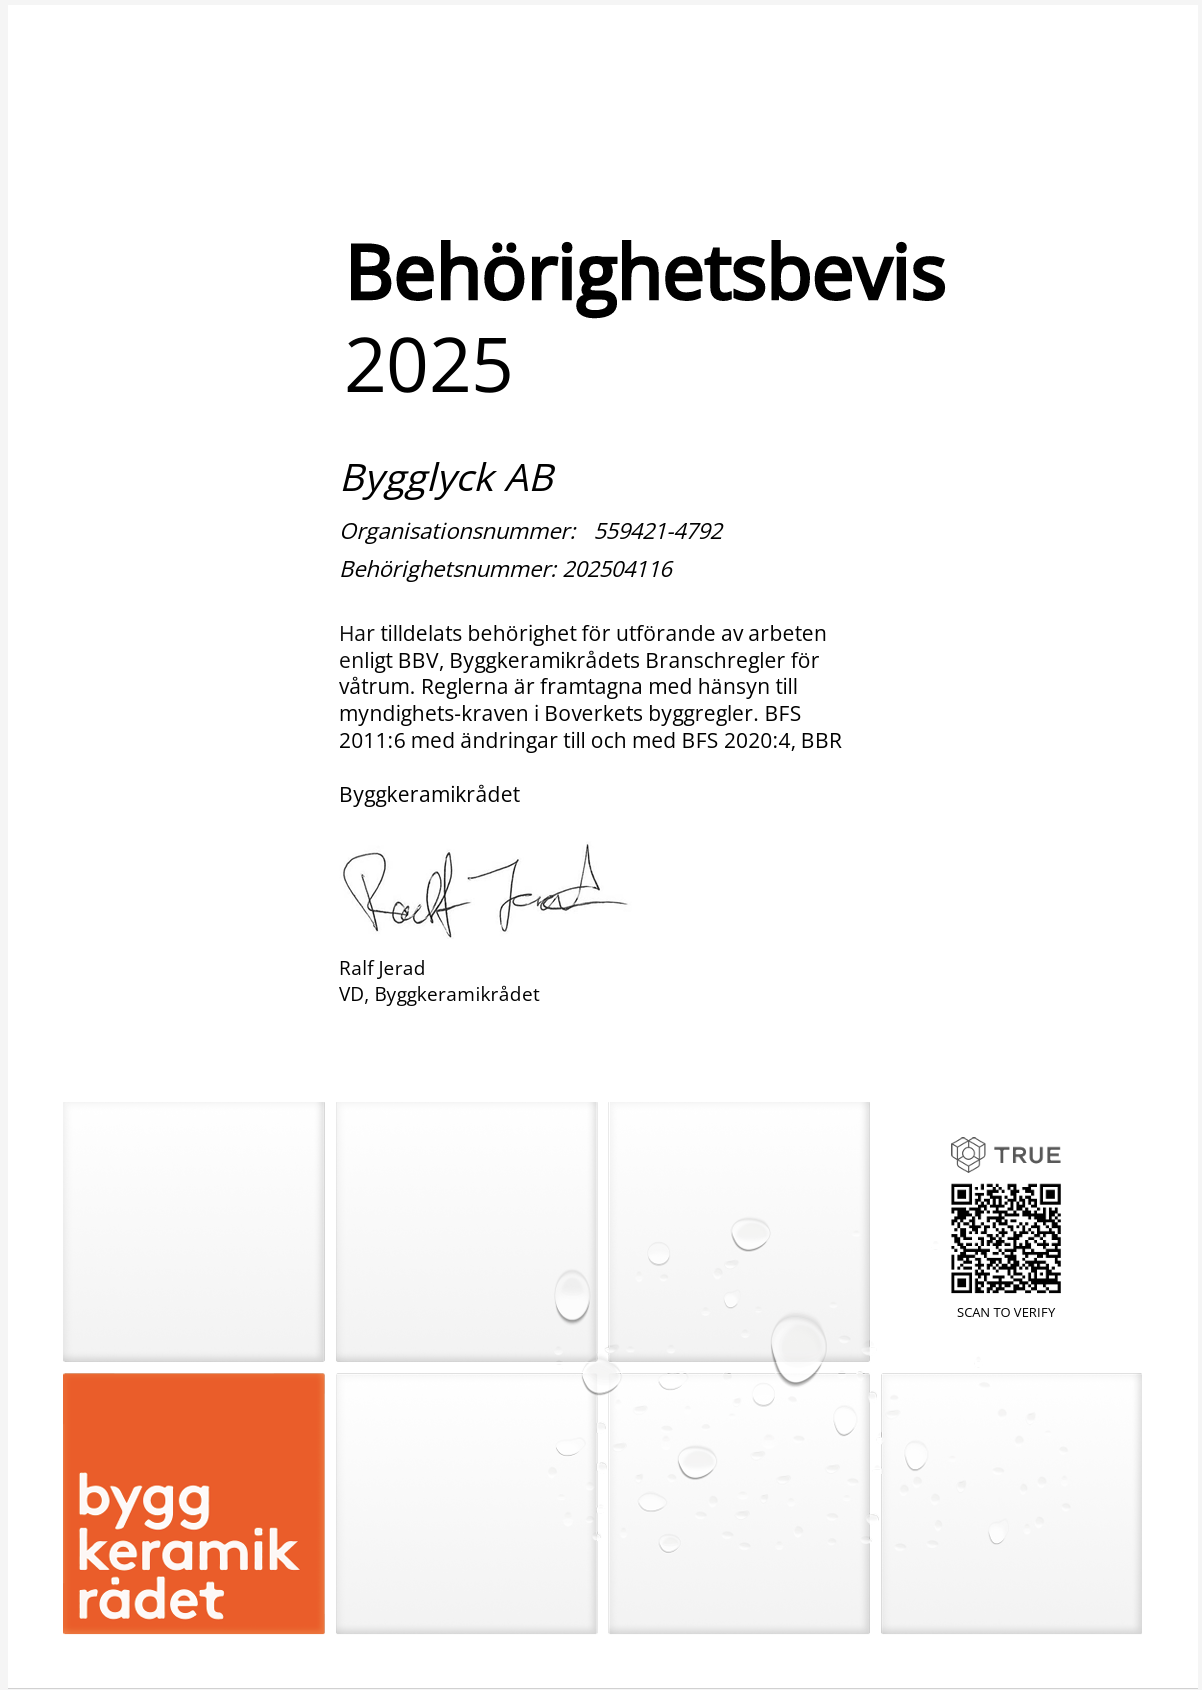 Behörighetsbevis
2025
Bygglyck AB
Organisationsnummer: 559421-4792
Behörighetsnummer: 202504116
Har tilldelats behörighet för utförande av arbeten
enligt BBV, Byggkeramikrådets Branschregler för
våtrum. Reglerna är framtagna med hänsyn till
myndighets-kraven i Boverkets byggregler. BFS
2011:6 med ändringar till och med BFS 2020:4, BBR
Byggkeramikrådet
Ralf Jerad
Ralf Jerad
VD, Byggkeramikrådet
TRUE
SCAN TO VERIFY
bygg
keramik
rådet